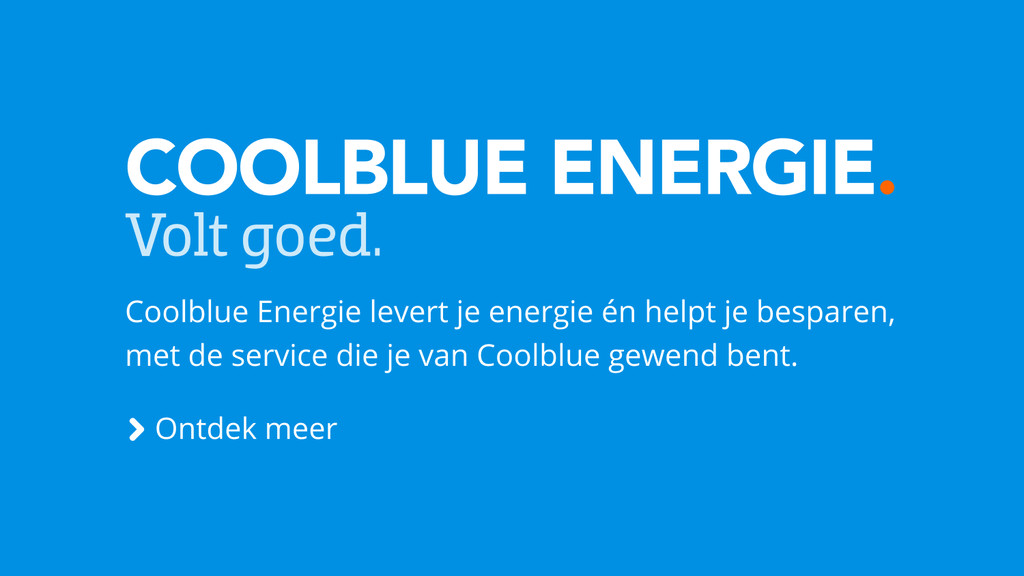 COOLBLUE ENERGIE.
Volt goed.
Coolblue Energie levert je energie én helpt je besparen,
met de service die je van Coolblue gewend bent.
Ontdek meer